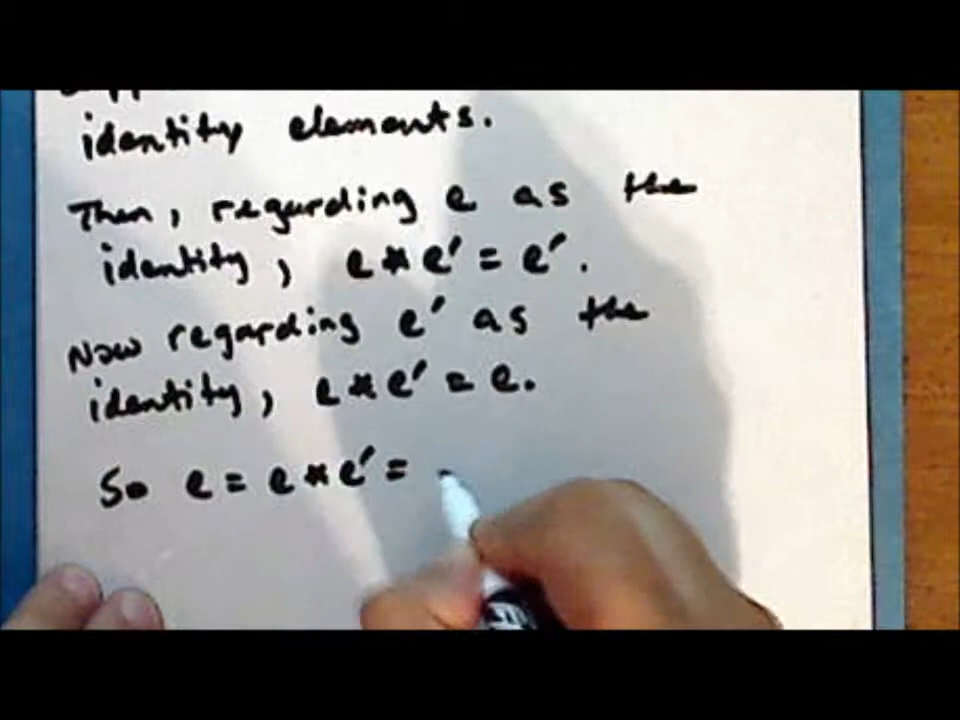 identity elements.
Then, regarding e as the
identity, e * e' = e'.
Now regarding e' as the
identity, e * e' = e.
So e = e * e' =